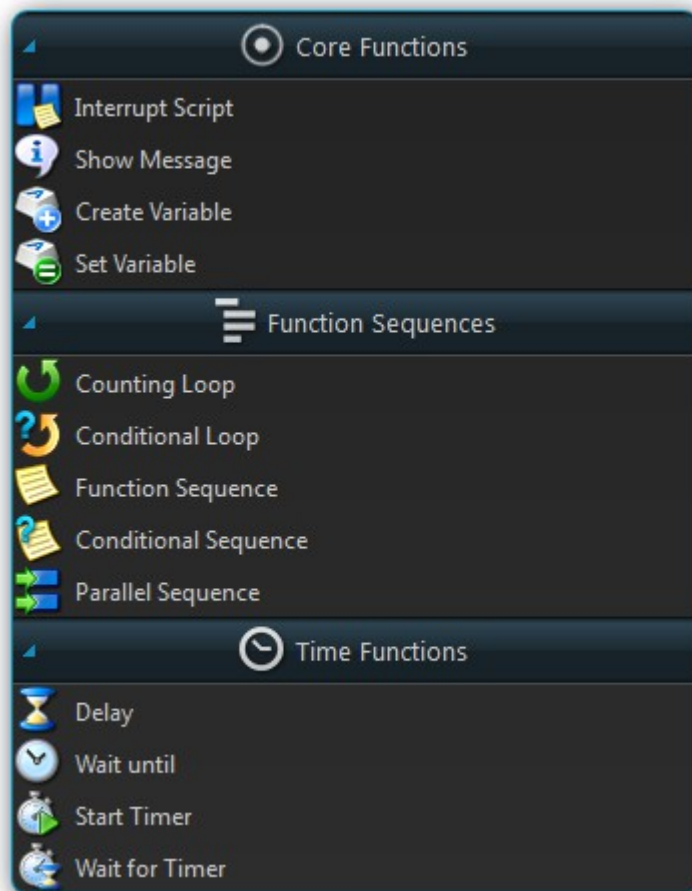 Core Functions
Interrupt Script
Show Message
Create Variable
Set Variable
Function Sequences
Counting Loop
Conditional Loop
Function Sequence
Conditional Sequence
Parallel Sequence
Time Functions
Delay
Wait until
Start Timer
Wait for Timer